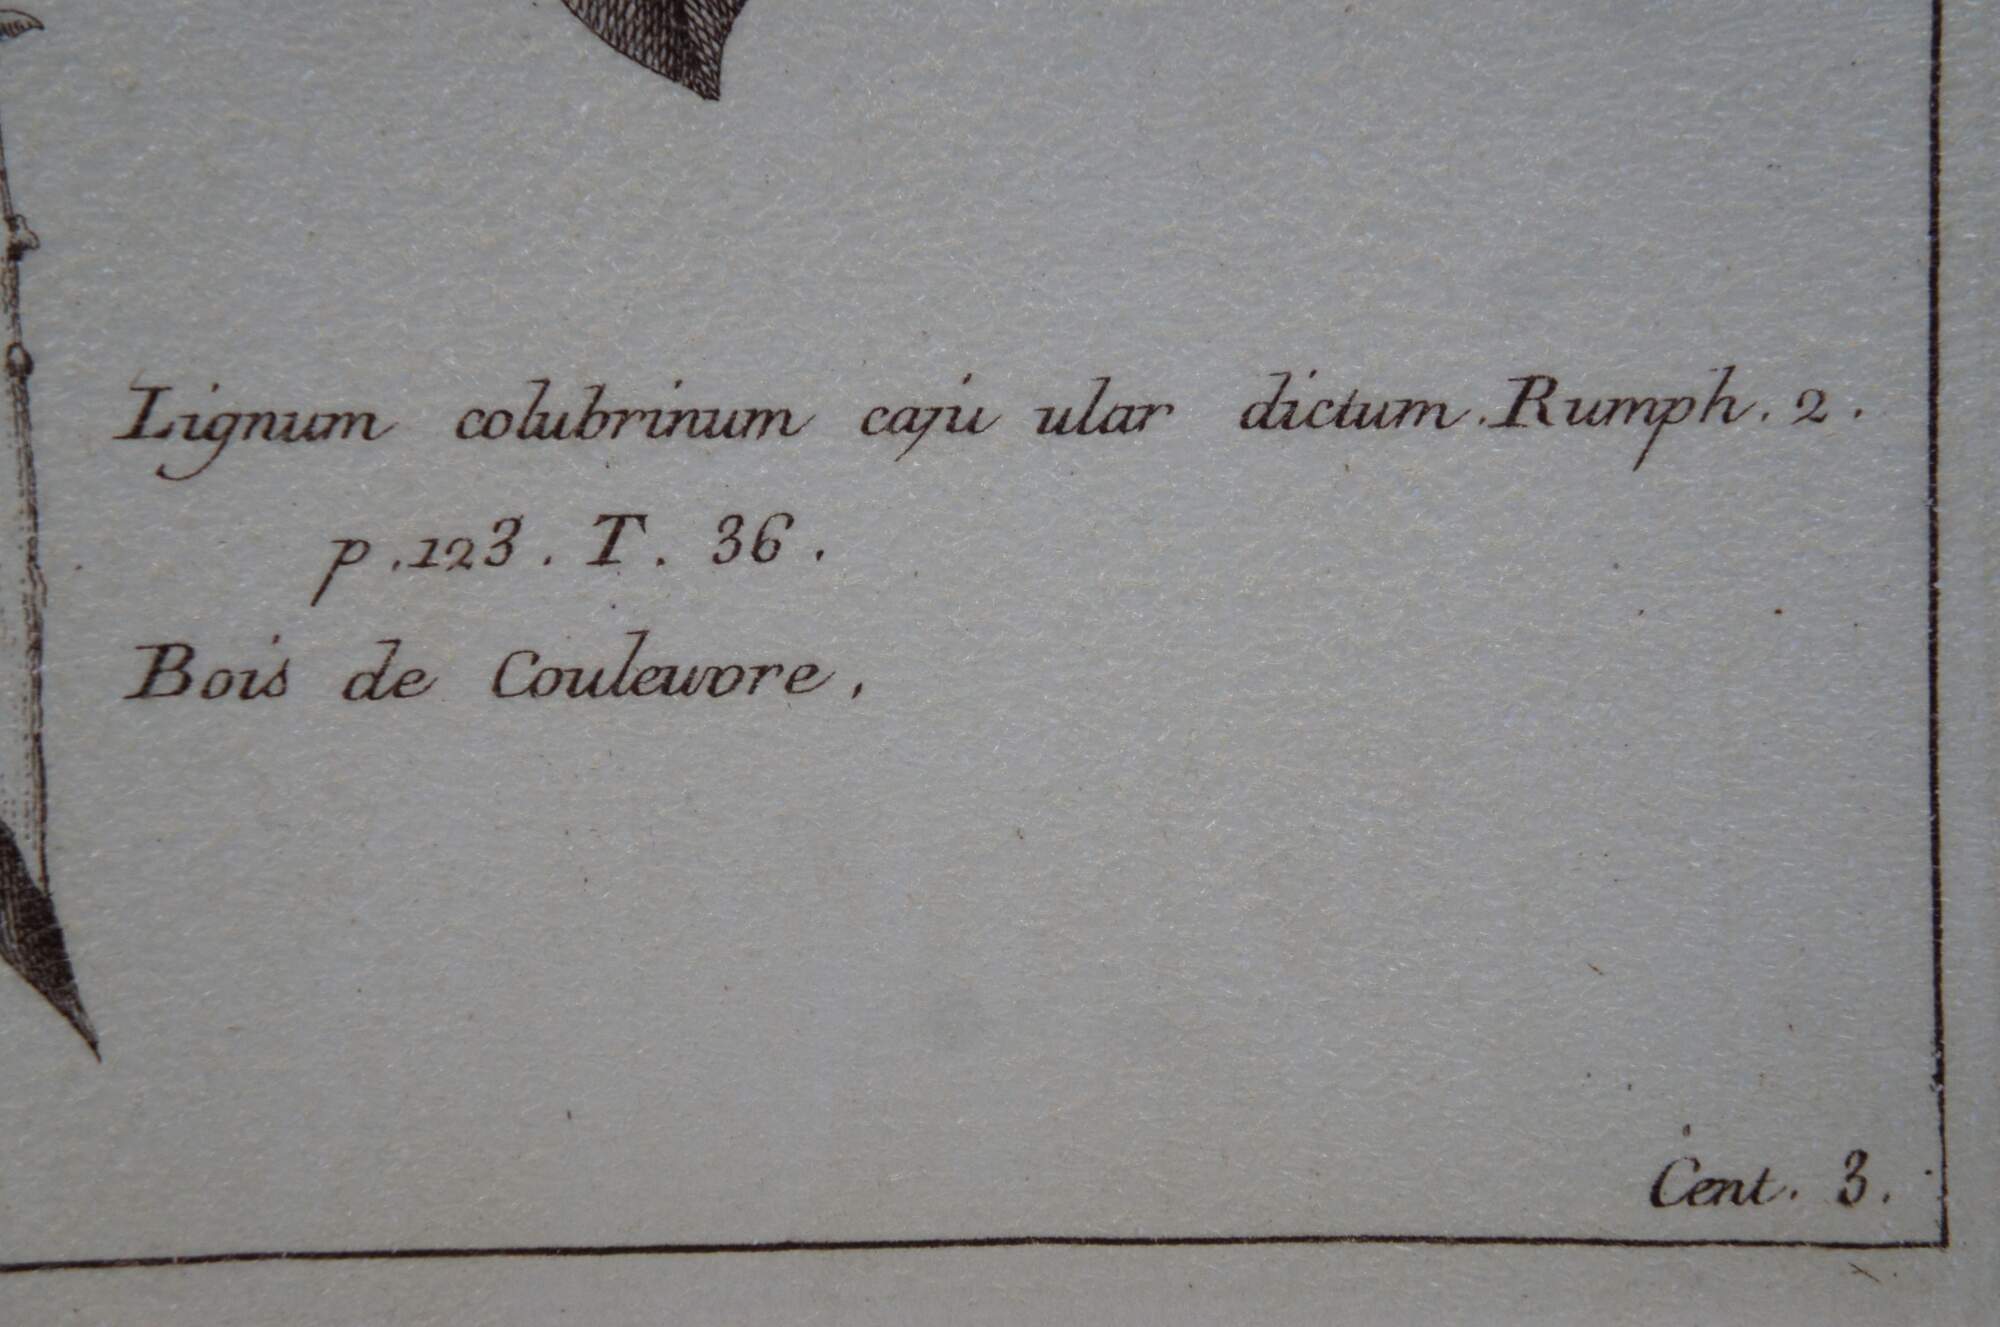 Lignum colubrinum caju ular dictum. Rumph. 2.
p. 123. T. 36.
Bois de Couleuvre,
Cent. 3.